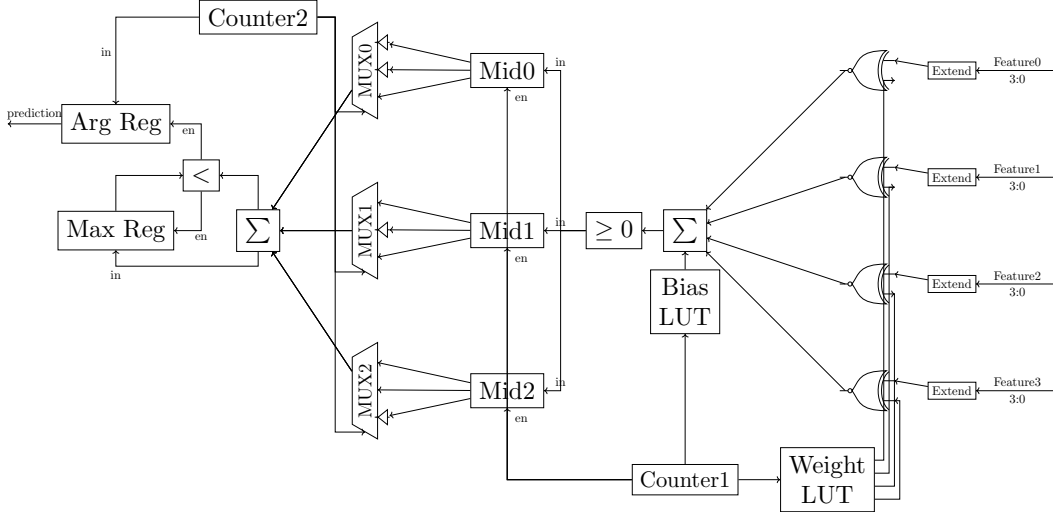 Counter2
in
prediction
Arg Reg
en
<
Max Reg
en
in
Σ
MUX0
MUX1
MUX2
Mid0
in
en
Mid1
in
en
Mid2
in
en
≥ 0
Σ
Bias
LUT
Counter1
Weight
LUT
Extend
Feature0
3:0
Extend
Feature1
3:0
Extend
Feature2
3:0
Extend
Feature3
3:0